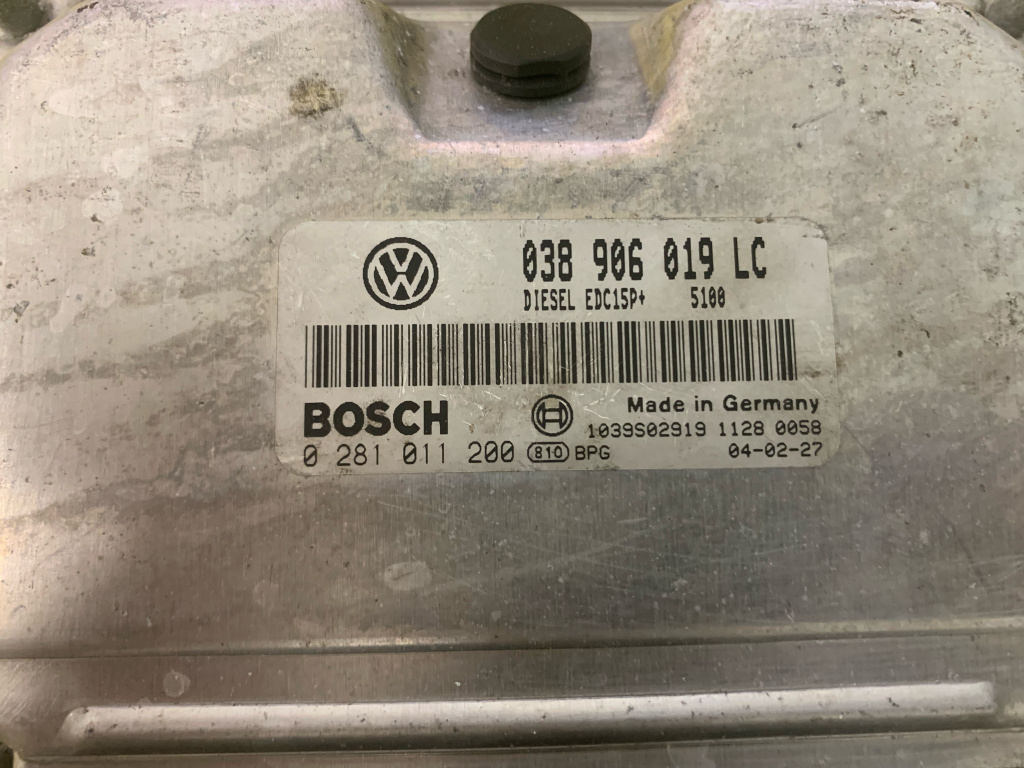 038 906 019 LC
DIESEL EDC15P+ 5100
BOSCH
Made in Germany
1039S02919 1128 0058
0 281 011 200 810 BPG 04-02-27